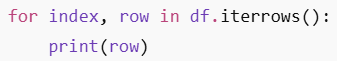 for index, row in df.iterrows():
    print(row)